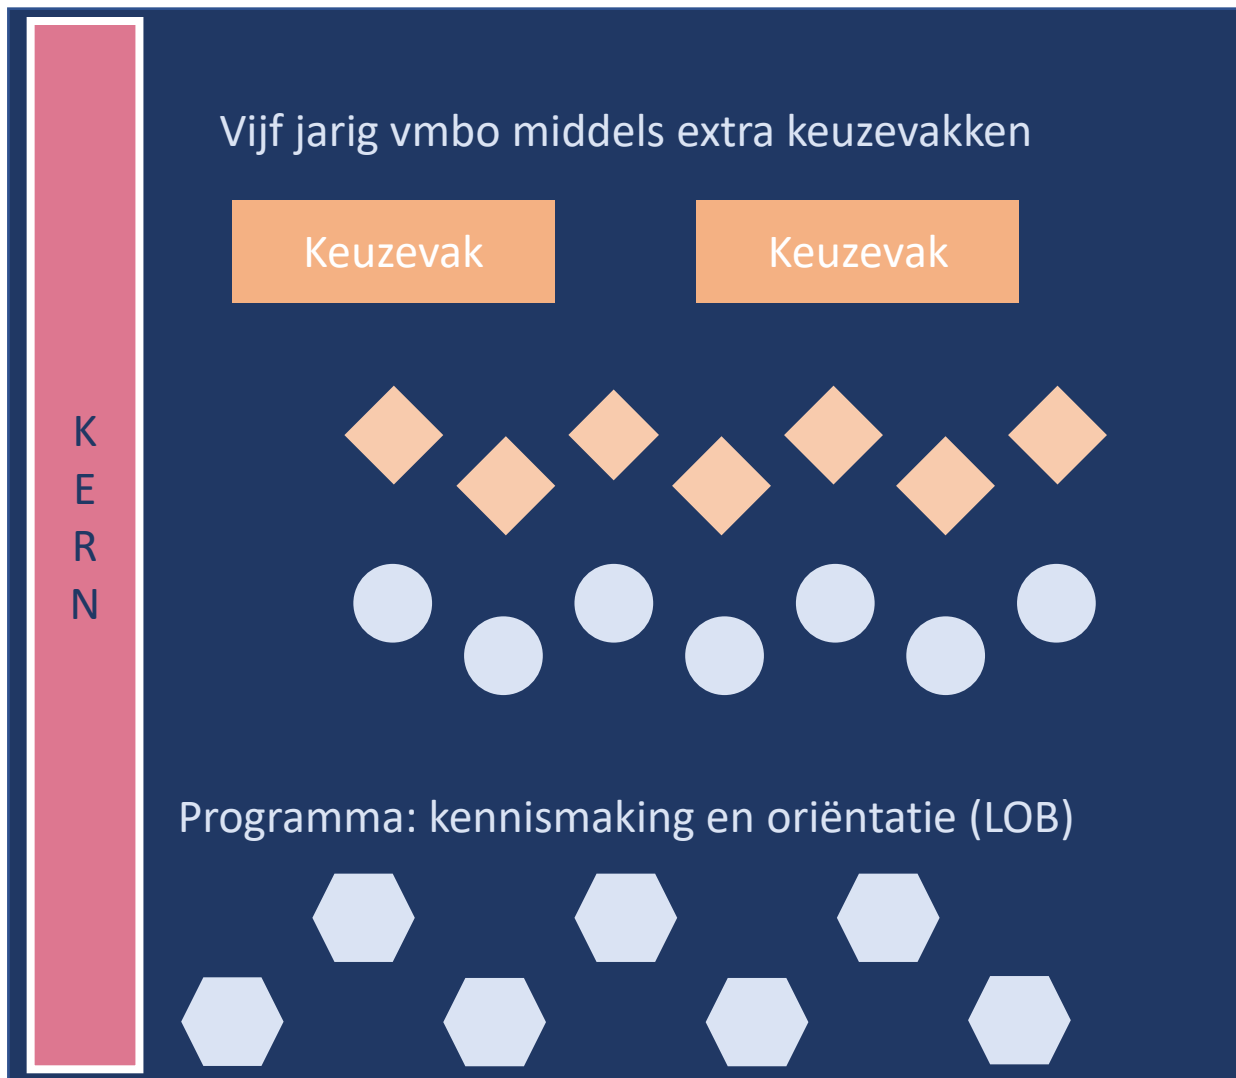 Vijf jarig vmbo middels extra keuzevakken
Keuzevak
Keuzevak
K
E
R
N
Programma: kennismaking en oriëntatie (LOB)